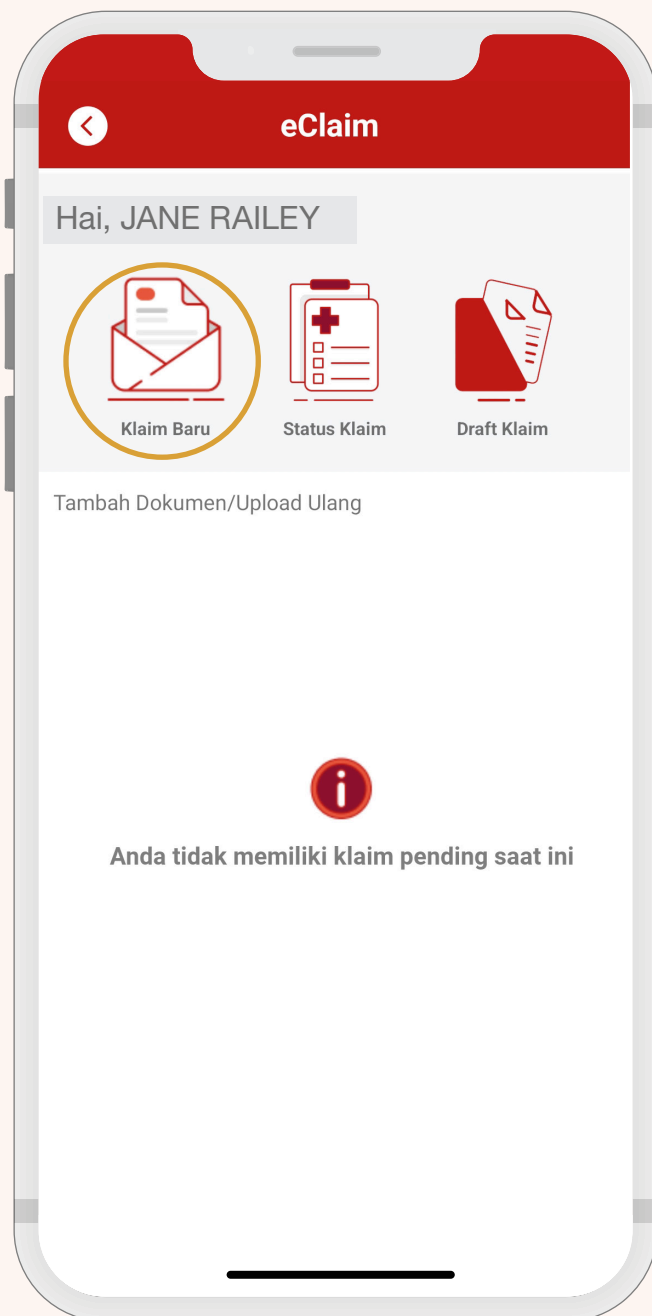 eClaim
Hai, JANE RAILEY
Klaim Baru
Status Klaim
Draft Klaim
Tambah Dokumen/Upload Ulang
Anda tidak memiliki klaim pending saat ini